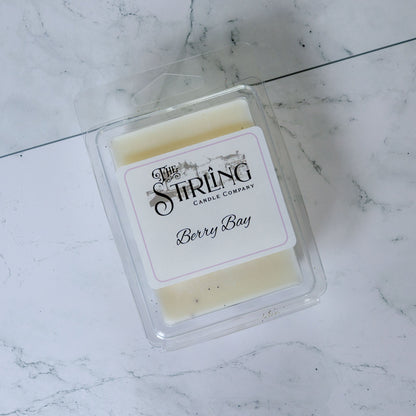 The
Stirling
Candle Company
Berry Bay